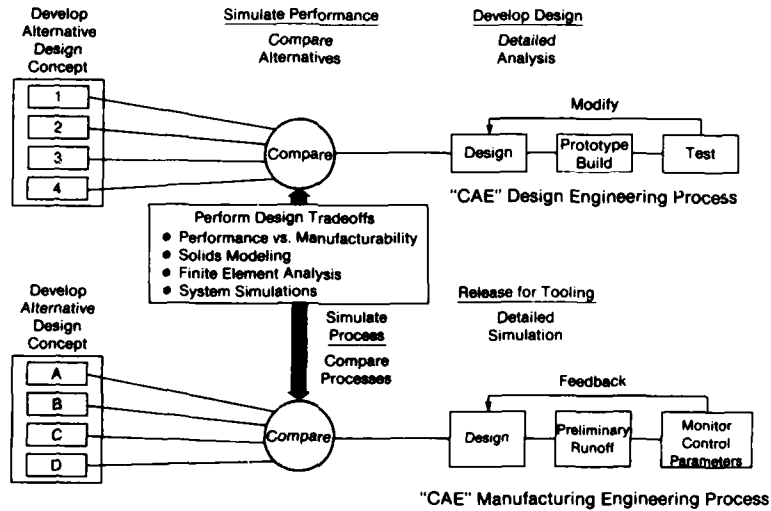 Develop
Alternative
Design
Concept
Simulate Performance
Compare
Alternatives
Develop Design
Detailed
Analysis
1
2
3
4
Compare
Modify
Design
Prototype
Build
Test
"CAE" Design Engineering Process
Perform Design Tradeoffs
● Performance vs. Manufacturability
● Solids Modeling
● Finite Element Analysis
● System Simulations
Develop
Alternative
Design
Concept
Simulate
Process
Compare
Processes
Release for Tooling
Detailed
Simulation
A
B
C
D
Compare
Feedback
Design
Preliminary
Runoff
Monitor
Control
Parameters
"CAE" Manufacturing Engineering Process